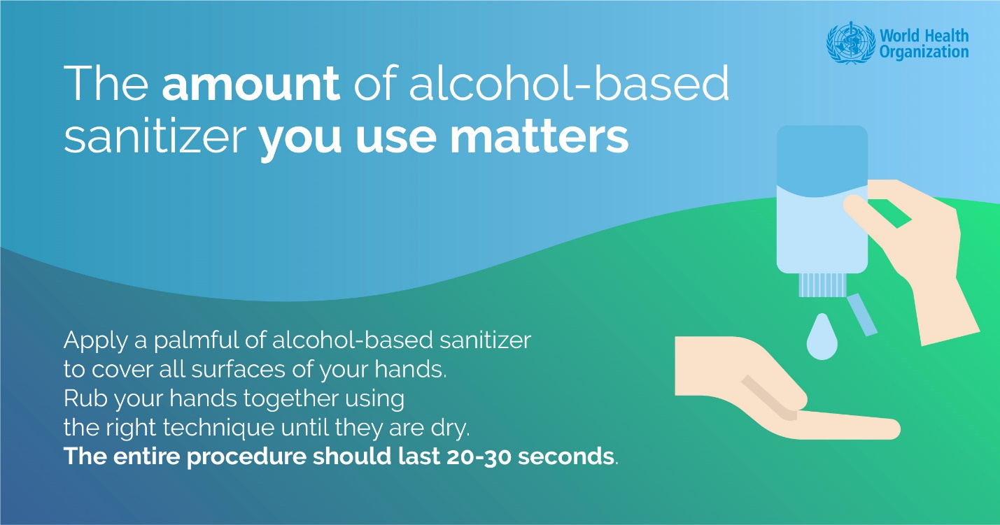 World Health
Organization
The amount of alcohol-based
sanitizer you use matters
Apply a palmful of alcohol-based sanitizer
to cover all surfaces of your hands.
Rub your hands together using
the right technique until they are dry.
The entire procedure should last 20-30 seconds.